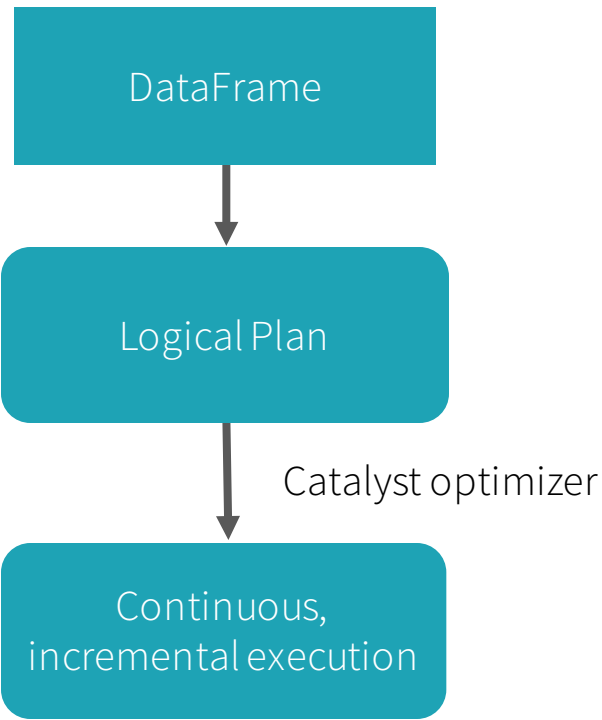 DataFrame
Logical Plan
Catalyst optimizer
Continuous,
incremental execution